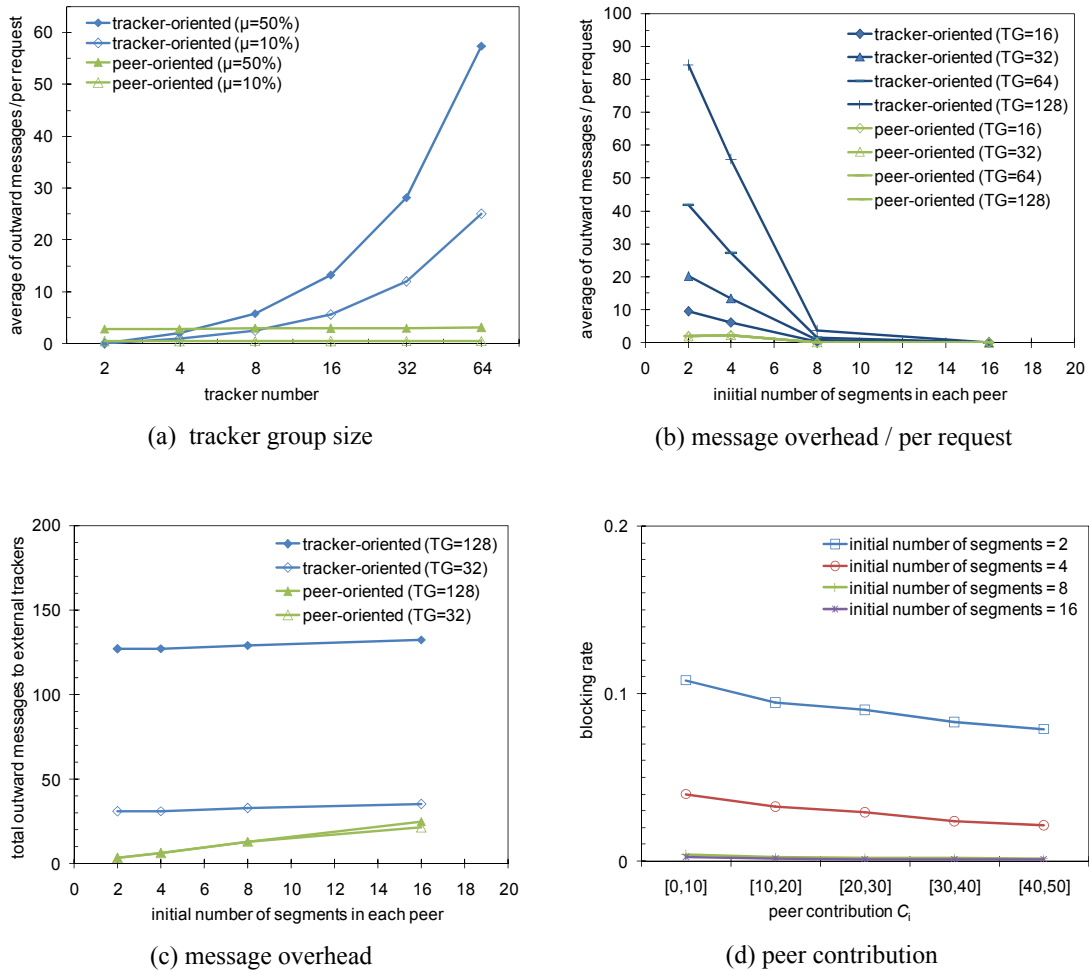 average of outward messages/per request
60
50
40
30
20
10
0
tracker-oriented (μ=50%)
tracker-oriented (μ=10%)
peer-oriented (μ=50%)
peer-oriented (μ=10%)
2 4 8 16 32 64
tracker number
(a) tracker group size
average of outward messages / per request
100
90
80
70
60
50
40
30
20
10
0
tracker-oriented (TG=16)
tracker-oriented (TG=32)
tracker-oriented (TG=64)
tracker-oriented (TG=128)
peer-oriented (TG=16)
peer-oriented (TG=32)
peer-oriented (TG=64)
peer-oriented (TG=128)
0 2 4 6 8 10 12 14 16 18 20
iniitial number of segments in each peer
(b) message overhead / per request
total outward messages to external trackers
200
150
100
50
0
tracker-oriented (TG=128)
tracker-oriented (TG=32)
peer-oriented (TG=128)
peer-oriented (TG=32)
0 2 4 6 8 10 12 14 16 18 20
initial number of segments in each peer
(c) message overhead
blocking rate
0.2
0.1
0
initial number of segments = 2
initial number of segments = 4
initial number of segments = 8
initial number of segments = 16
[0,10] [10,20] [20,30] [30,40] [40,50]
peer contribution Ci
(d) peer contribution